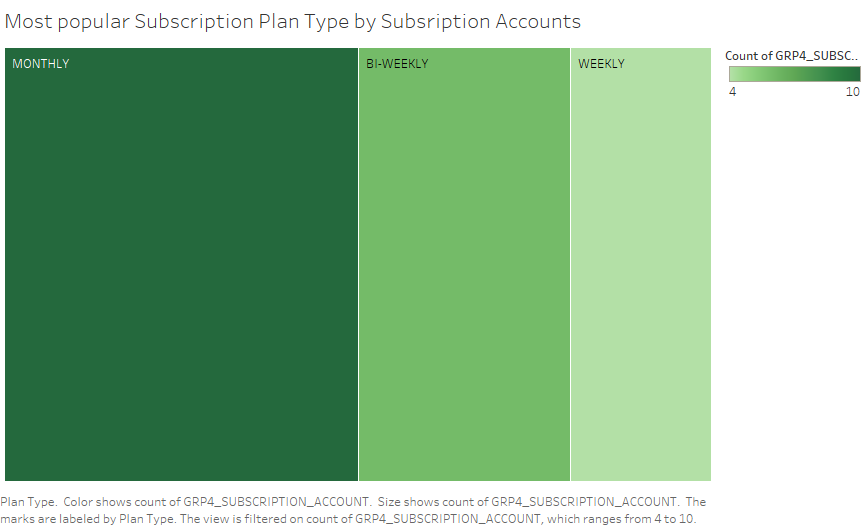 Most popular Subscription Plan Type by Subsription Accounts
MONTHLY
BI-WEEKLY
WEEKLY
Count of GRP4_SUBSC..
4
10
Plan Type.  Color shows count of GRP4_SUBSCRIPTION_ACCOUNT.  Size shows count of GRP4_SUBSCRIPTION_ACCOUNT.  The
marks are labeled by Plan Type. The view is filtered on count of GRP4_SUBSCRIPTION_ACCOUNT, which ranges from 4 to 10.